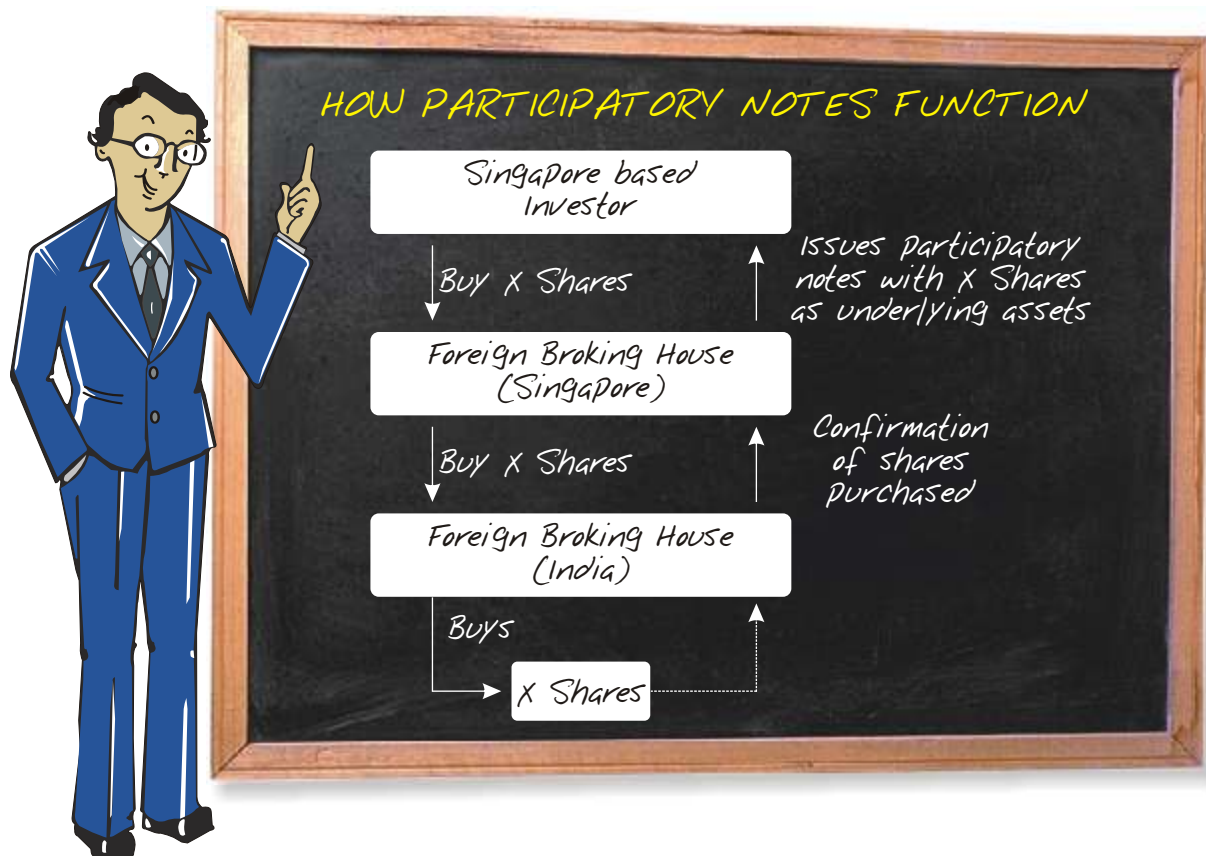 HOW PARTICIPATORY NOTES FUNCTION
Singapore based
Investor
Buy X Shares
Issues Participatory
notes with X Shares
as underlying assets
Foreign Broking House
(Singapore)
Buy X Shares
Confirmation
of shares
purchased
Foreign Broking House
(India)
Buys
X Shares